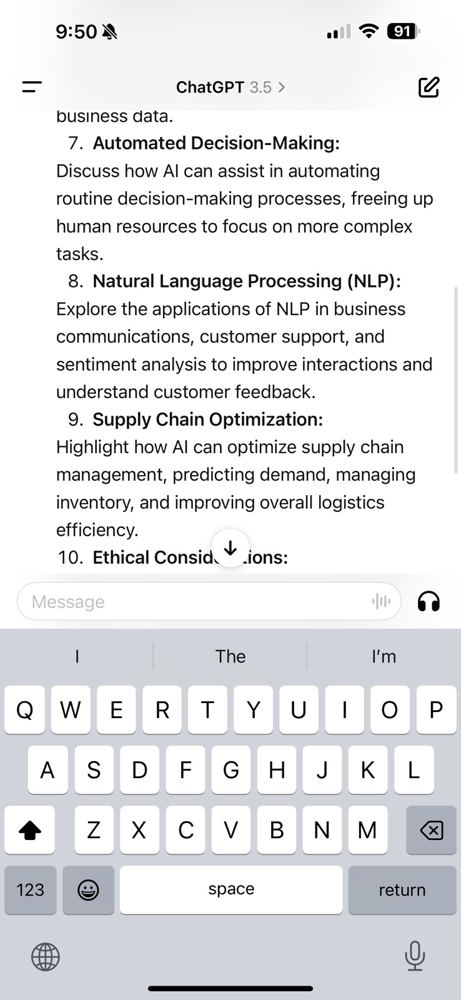 9:50
91
ChatGPT 3.5 >
business data.
7. Automated Decision-Making:
Discuss how AI can assist in automating
routine decision-making processes, freeing up
human resources to focus on more complex
tasks.
8. Natural Language Processing (NLP):
Explore the applications of NLP in business
communications, customer support, and
sentiment analysis to improve interactions and
understand customer feedback.
9. Supply Chain Optimization:
Highlight how AI can optimize supply chain
management, predicting demand, managing
inventory, and improving overall logistics
efficiency.
10. Ethical Considerations:
Message
I The I'm
Q W E R T Y U I O P
A S D F G H J K L
Z X C V B N M
123 space return